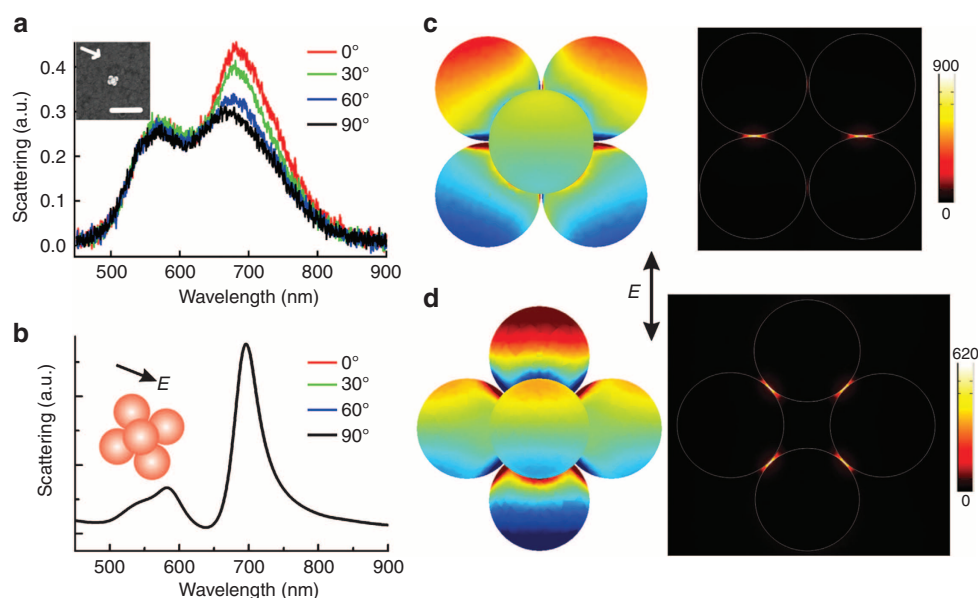 a
Scattering (a.u.)
0.4
0.3
0.2
0.1
0.0
0°
30°
60°
90°
500 600 700 800 900
Wavelength (nm)
b
Scattering (a.u.)
E
0°
30°
60°
90°
500 600 700 800 900
Wavelength (nm)
c
900
0
E
d
620
0